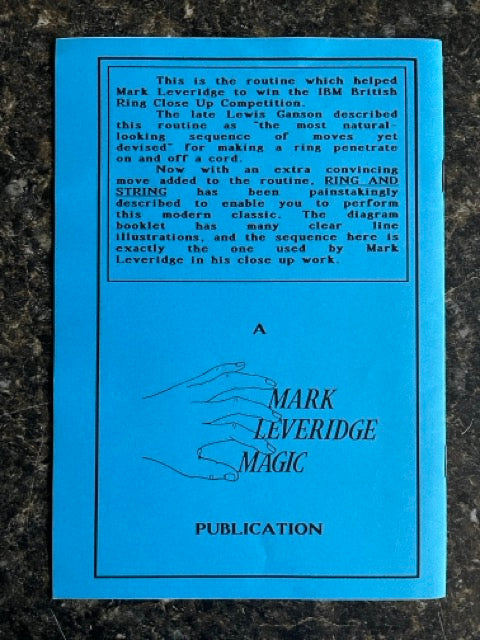 This is the routine which helped
Mark Leveridge to win the IBM British
Ring Close Up Competition.
The late Lewis Ganson described
this routine as "the most natural-
looking sequence of moves yet
devised" for making a ring penetrate
on and off a cord.
Now with an extra convincing
move added to the routine, RING AND
STRING has been painstakingly
described to enable you to perform
this modern classic. The diagram
booklet has many clear line
illustrations, and the sequence here is
exactly the one used by Mark
Leveridge in his close up work.
A
MARK
LEVERIDGE
MAGIC
PUBLICATION